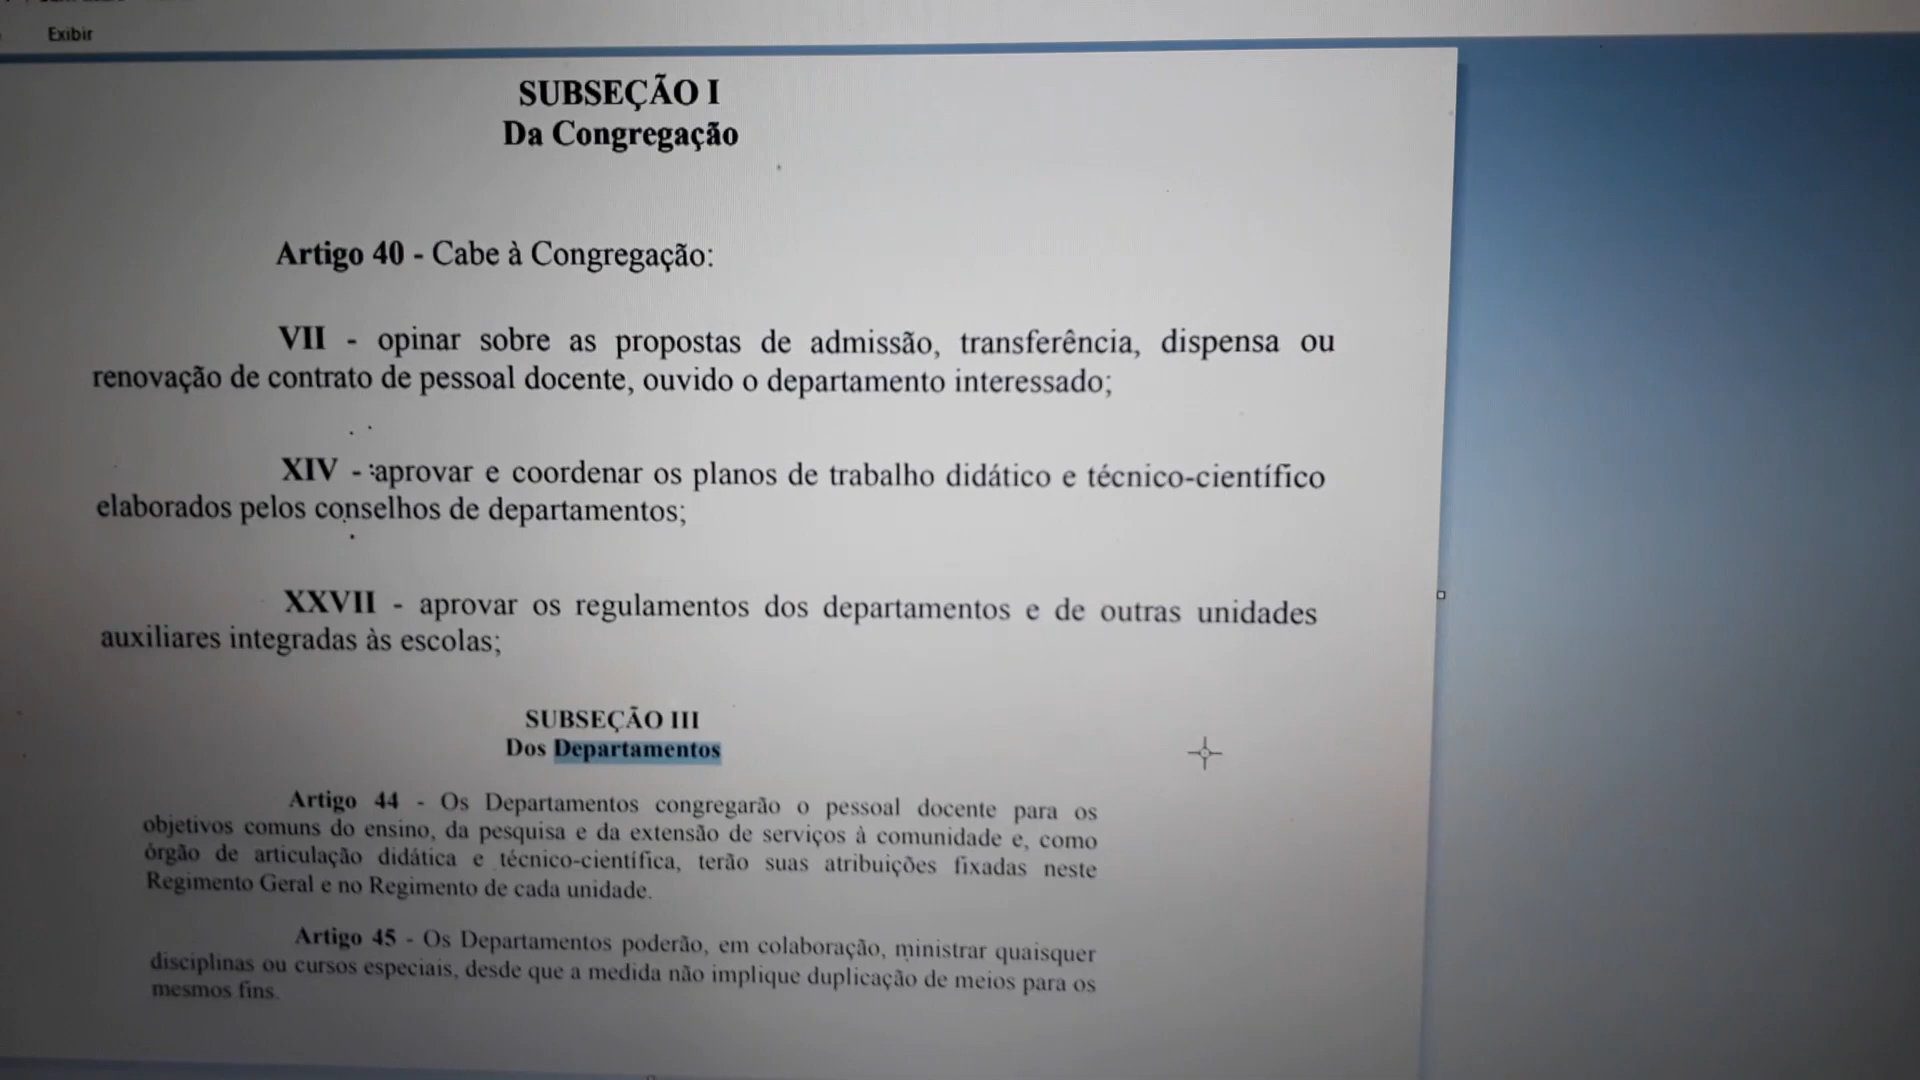 Exibir
SUBSEÇÃO I
Da Congregação
Artigo 40 - Cabe à Congregação:
VII - opinar sobre as propostas de admissão, transferência, dispensa ou
renovação de contrato de pessoal docente, ouvido o departamento interessado;
XIV - aprovar e coordenar os planos de trabalho didático e técnico-científico
elaborados pelos conselhos de departamentos;
XXVII - aprovar os regulamentos dos departamentos e de outras unidades
auxiliares integradas às escolas;
SUBSEÇÃO III
Dos Departamentos
Artigo 44 - Os Departamentos congregarão o pessoal docente para os
objetivos comuns do ensino, da pesquisa e da extensão de serviços à comunidade e, como
órgão de articulação didática e técnico-científica, terão suas atribuições fixadas neste
Regimento Geral e no Regimento de cada unidade.
Artigo 45 - Os Departamentos poderão, em colaboração, ministrar quaisquer
disciplinas ou cursos especiais, desde que a medida não implique duplicação de meios para os
mesmos fins.